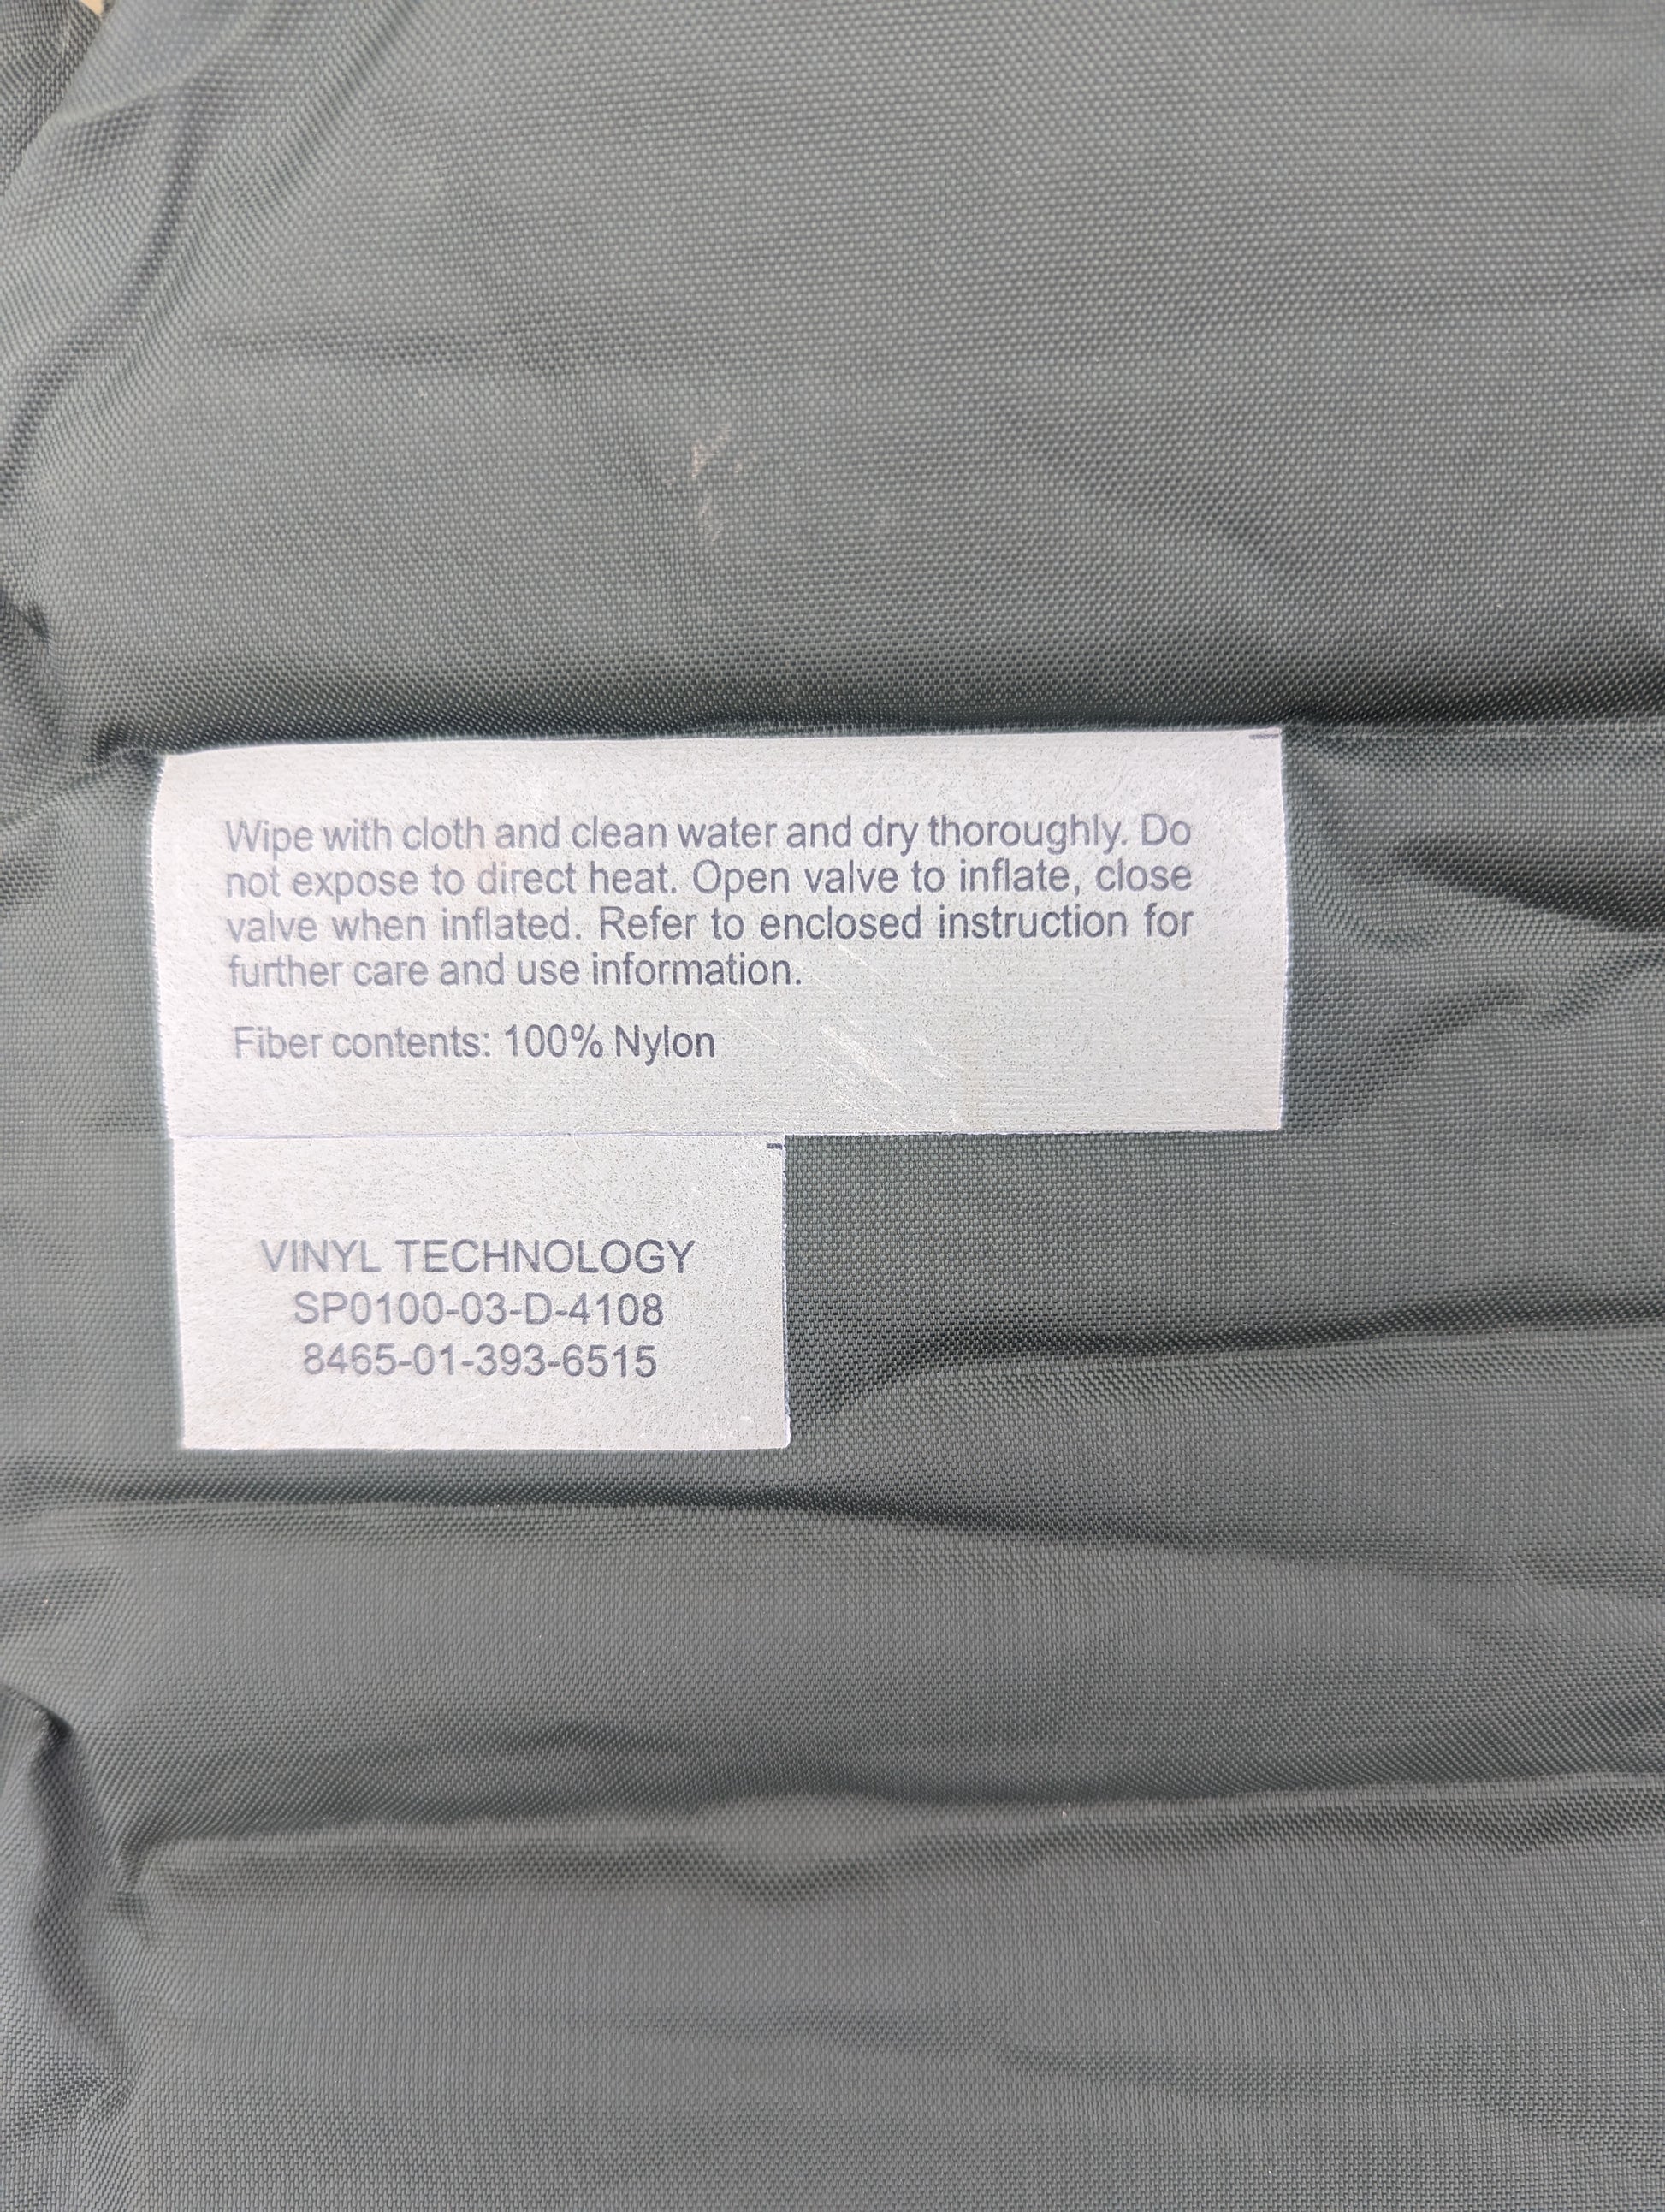 Wipe with cloth and clean water and dry thoroughly. Do
not expose to direct heat. Open valve to inflate, close
valve when inflated. Refer to enclosed instruction for
further care and use information.
Fiber contents: 100% Nylon
VINYL TECHNOLOGY
SP0100-03-D-4108
8465-01-393-6515